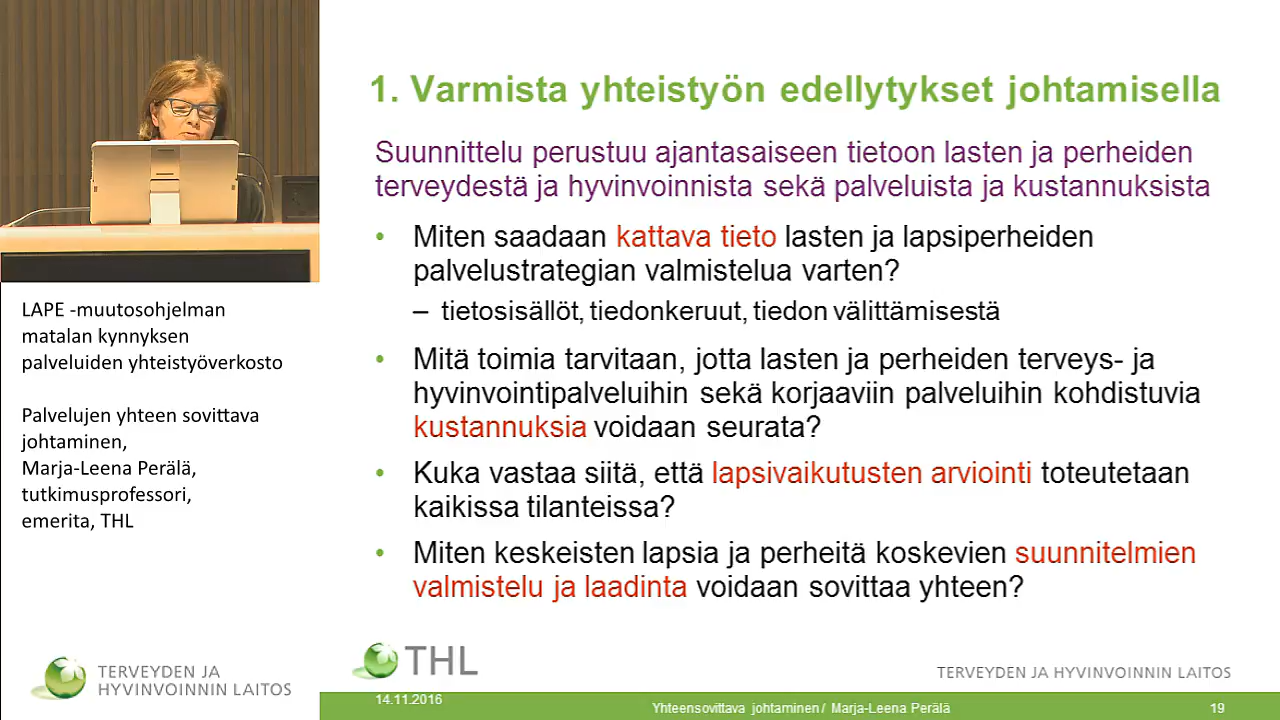 1. Varmista yhteistyön edellytykset johtamisella
Suunnittelu perustuu ajantasaiseen tietoon lasten ja perheiden
terveydestä ja hyvinvoinnista sekä palveluista ja kustannuksista
• Miten saadaan kattava tieto lasten ja lapsiperheiden
palvelustrategian valmistelua varten?
– tietosisällöt, tiedonkeruut, tiedon välittämisestä
• Mitä toimia tarvitaan, jotta lasten ja perheiden terveys- ja
hyvinvointipalveluihin sekä korjaaviin palveluihin kohdistuvia
kustannuksia voidaan seurata?
• Kuka vastaa siitä, että lapsivaikutusten arviointi toteutetaan
kaikissa tilanteissa?
• Miten keskeisten lapsia ja perheitä koskevien suunnitelmien
valmistelu ja laadinta voidaan sovittaa yhteen?
LAPE -muutosohjelman
matalan kynnyksen
palveluiden yhteistyöverkosto
Palvelujen yhteen sovittava
johtaminen,
Marja-Leena Perälä,
tutkimusprofessori,
emerita, THL
TERVEYDEN JA
HYVINVOINNIN LAITOS
THL
TERVEYDEN JA HYVINVOINNIN LAITOS
14.11.2016
Yhteensovittava johtaminen / Marja-Leena Perälä
19